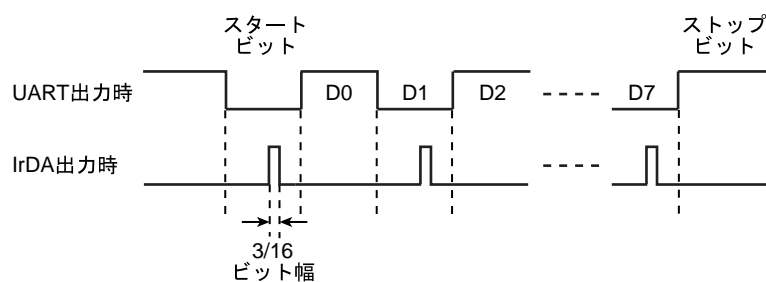 スタート
ビット
ストップ
ビット
UART出力時
D0
D1
D2
D7
IrDA出力時
3/16
ビット幅